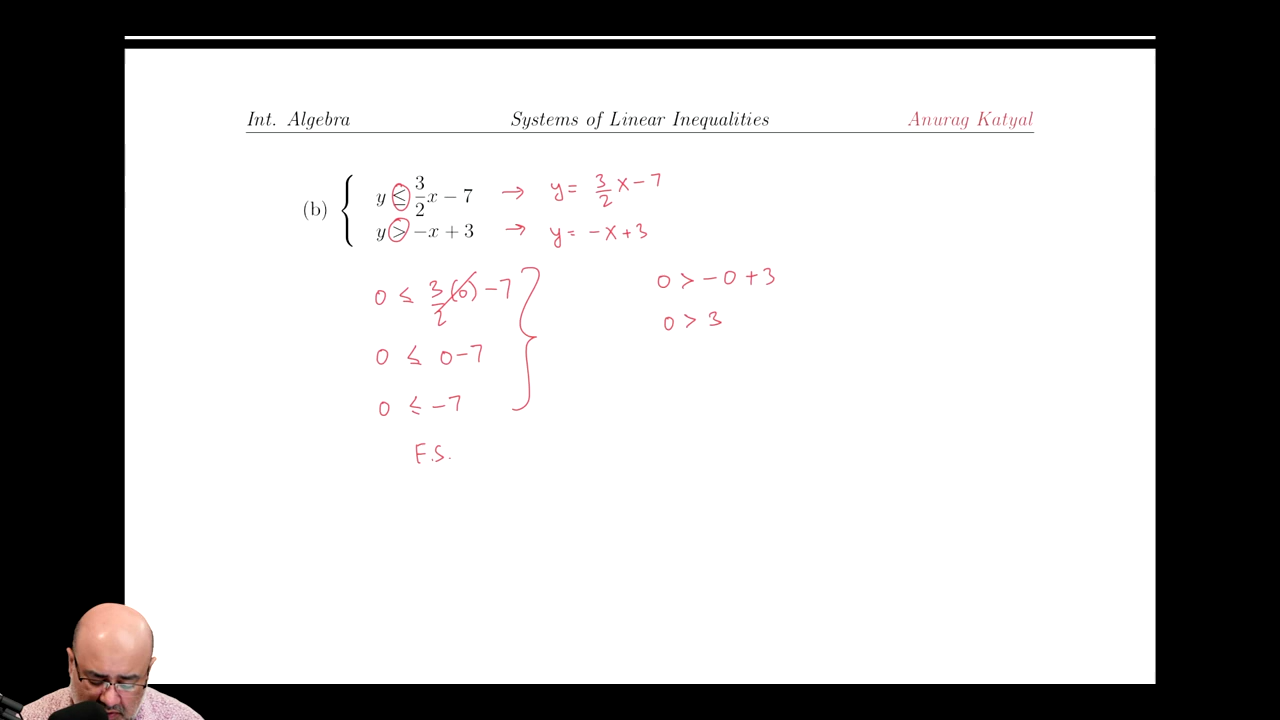 Int. Algebra Systems of Linear Inequalities Anurag Katyal
(b) { y ≤ 3/2 x − 7 → y = 3/2 x − 7
y > −x + 3 → y = −x + 3
0 ≤ 3/2 (0) − 7 }
0 ≤ 0 − 7
0 ≤ −7
F.S.
0 > −0 + 3
0 > 3